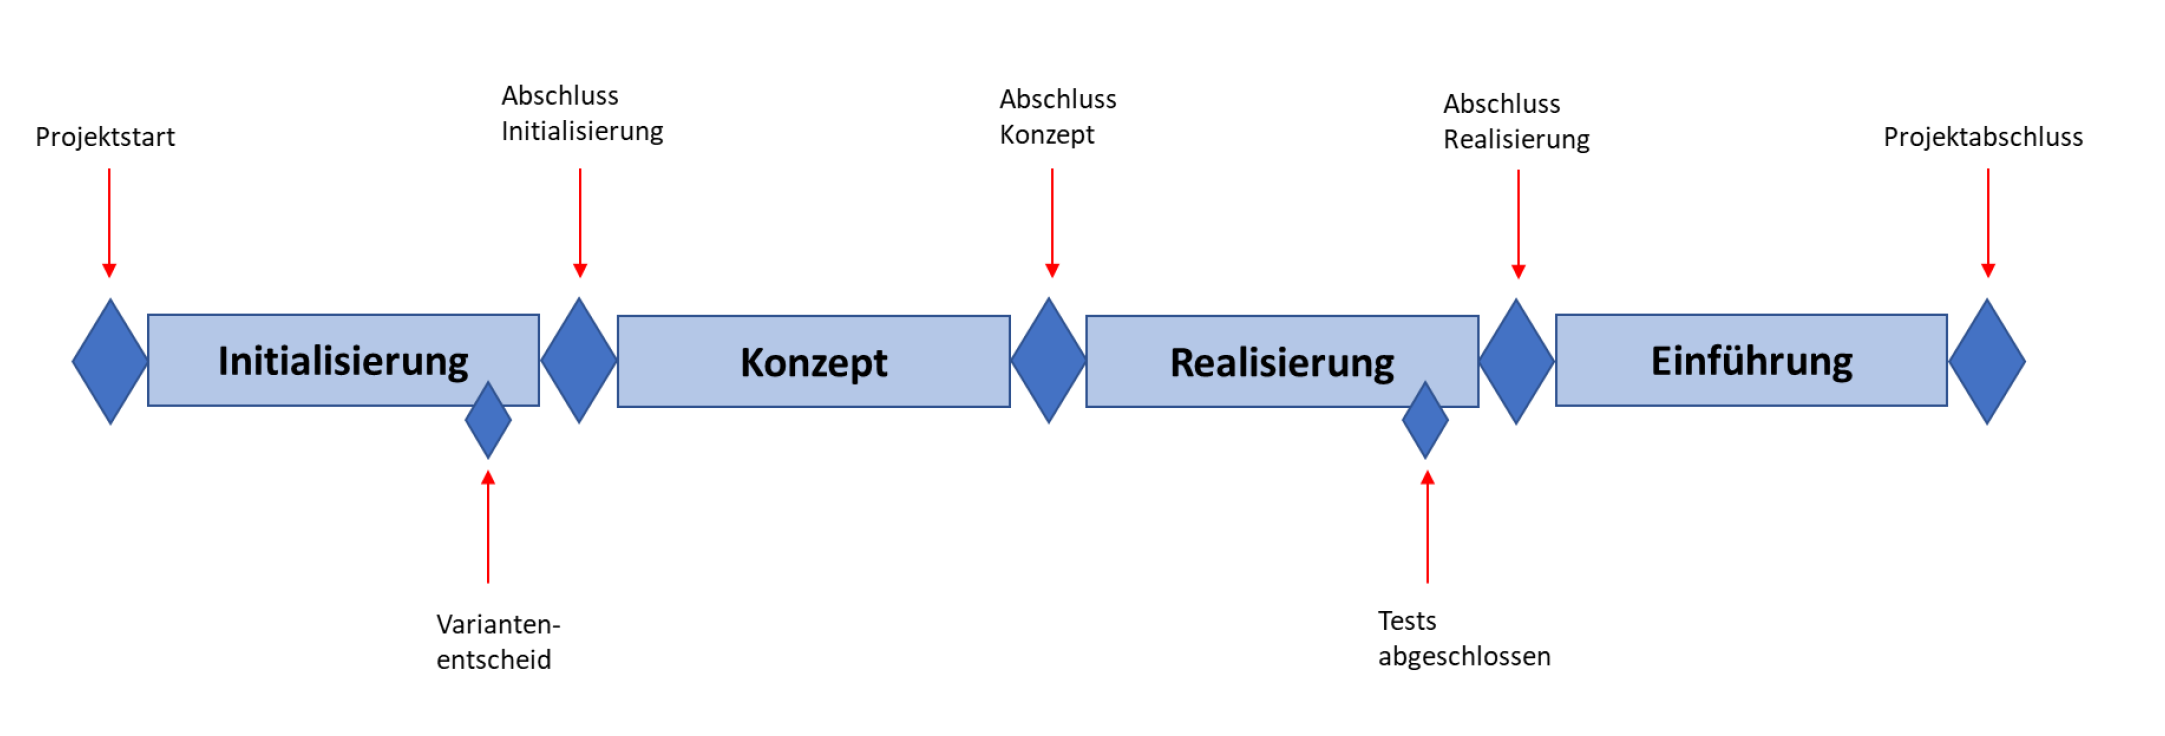 Projektstart
Abschluss
Initialisierung
Abschluss
Konzept
Abschluss
Realisierung
Projektabschluss
Initialisierung
Konzept
Realisierung
Einführung
Varianten-
entscheid
Tests
abgeschlossen